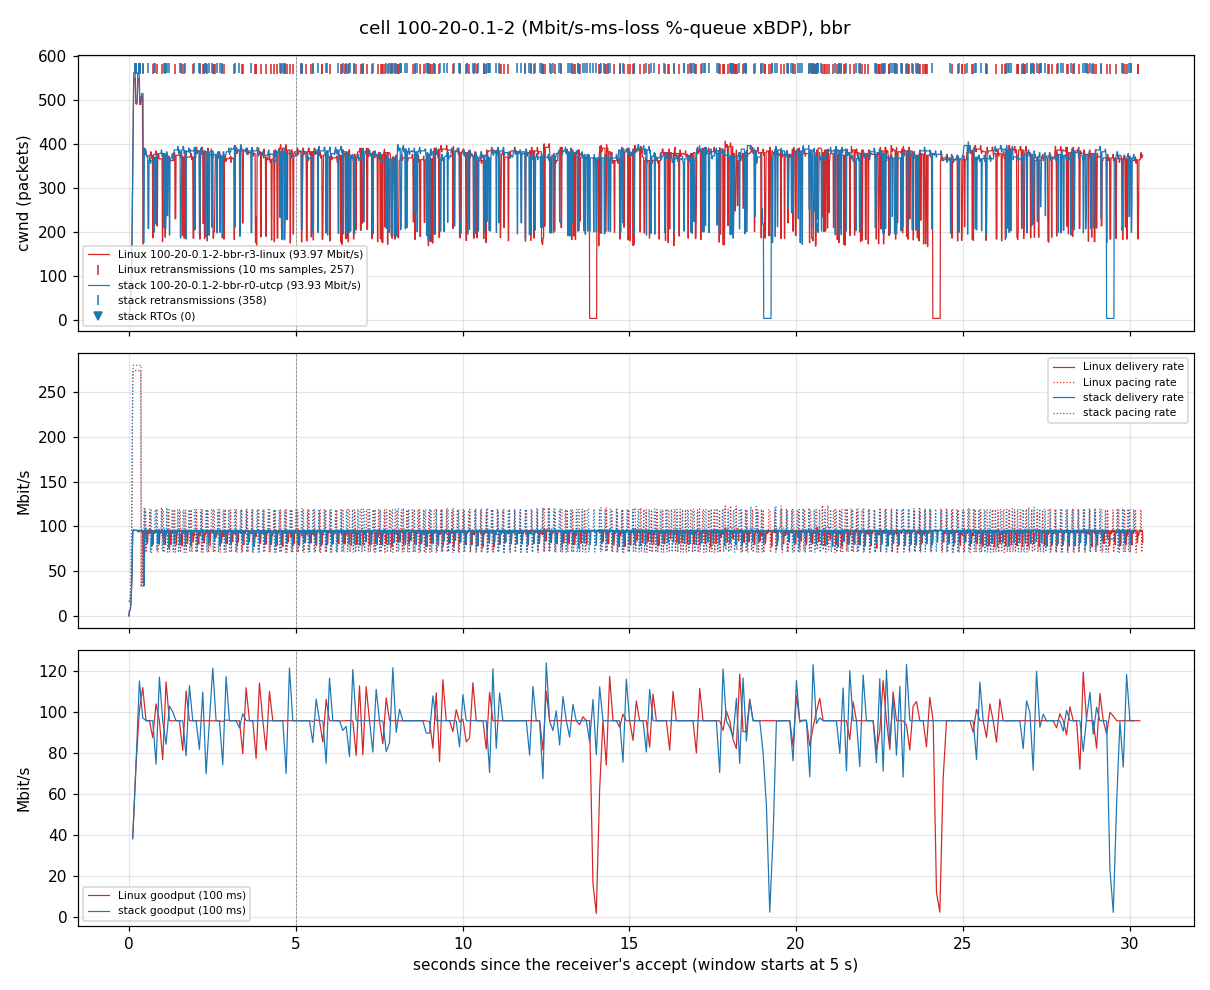 cell 100-20-0.1-2 (Mbit/s-ms-loss %-queue xBDP), bbr
600
500
400
300
200
100
0
cwnd (packets)
Linux 100-20-0.1-2-bbr-r3-linux (93.97 Mbit/s)
Linux retransmissions (10 ms samples, 257)
stack 100-20-0.1-2-bbr-r0-utcp (93.93 Mbit/s)
stack retransmissions (358)
stack RTOs (0)
250
200
150
100
50
0
Mbit/s
Linux delivery rate
Linux pacing rate
stack delivery rate
stack pacing rate
120
100
80
60
40
20
0
Mbit/s
Linux goodput (100 ms)
stack goodput (100 ms)
0 5 10 15 20 25 30
seconds since the receiver's accept (window starts at 5 s)